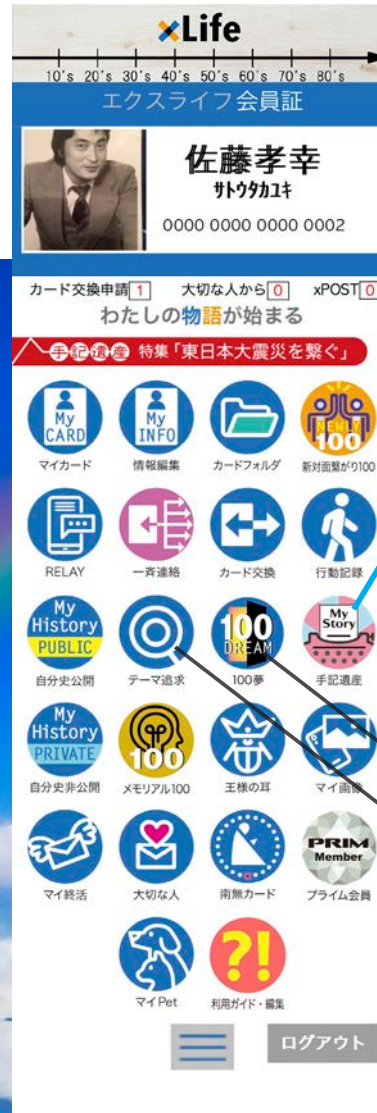 xLife
10's 20's 30's 40's 50's 60's 70's 80's
エクスライフ会員証
佐藤孝幸
サトウタカユキ
0000 0000 0000 0002
カード交換申請 1 大切な人から 0 xPOST 0
わたしの物語が始まる
手記遺産 特集「東日本大震災を繋ぐ」
My CARD
My INFO
NEWLY 100
マイカード 情報編集 カードフォルダ 新対面繋がり100
RELAY 一斉連絡 カード交換 行動記録
My History PUBLIC
100 DREAM
My Story
自分史公開 テーマ追求 100夢 手記遺産
My History PRIVATE
100
自分史非公開 メモリアル100 王様の耳 マイ画像
PRIM Member
マイ終活 大切な人 南無カード プライム会員
?!
マイPet 利用ガイド・編集
ログアウト